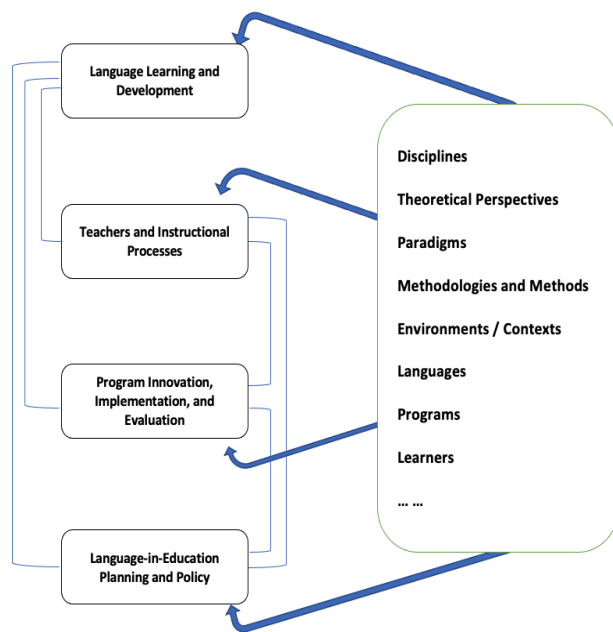 Language Learning and
Development
Teachers and Instructional
Processes
Program Innovation,
Implementation, and
Evaluation
Language-in-Education
Planning and Policy
Disciplines
Theoretical Perspectives
Paradigms
Methodologies and Methods
Environments / Contexts
Languages
Programs
Learners
... ...